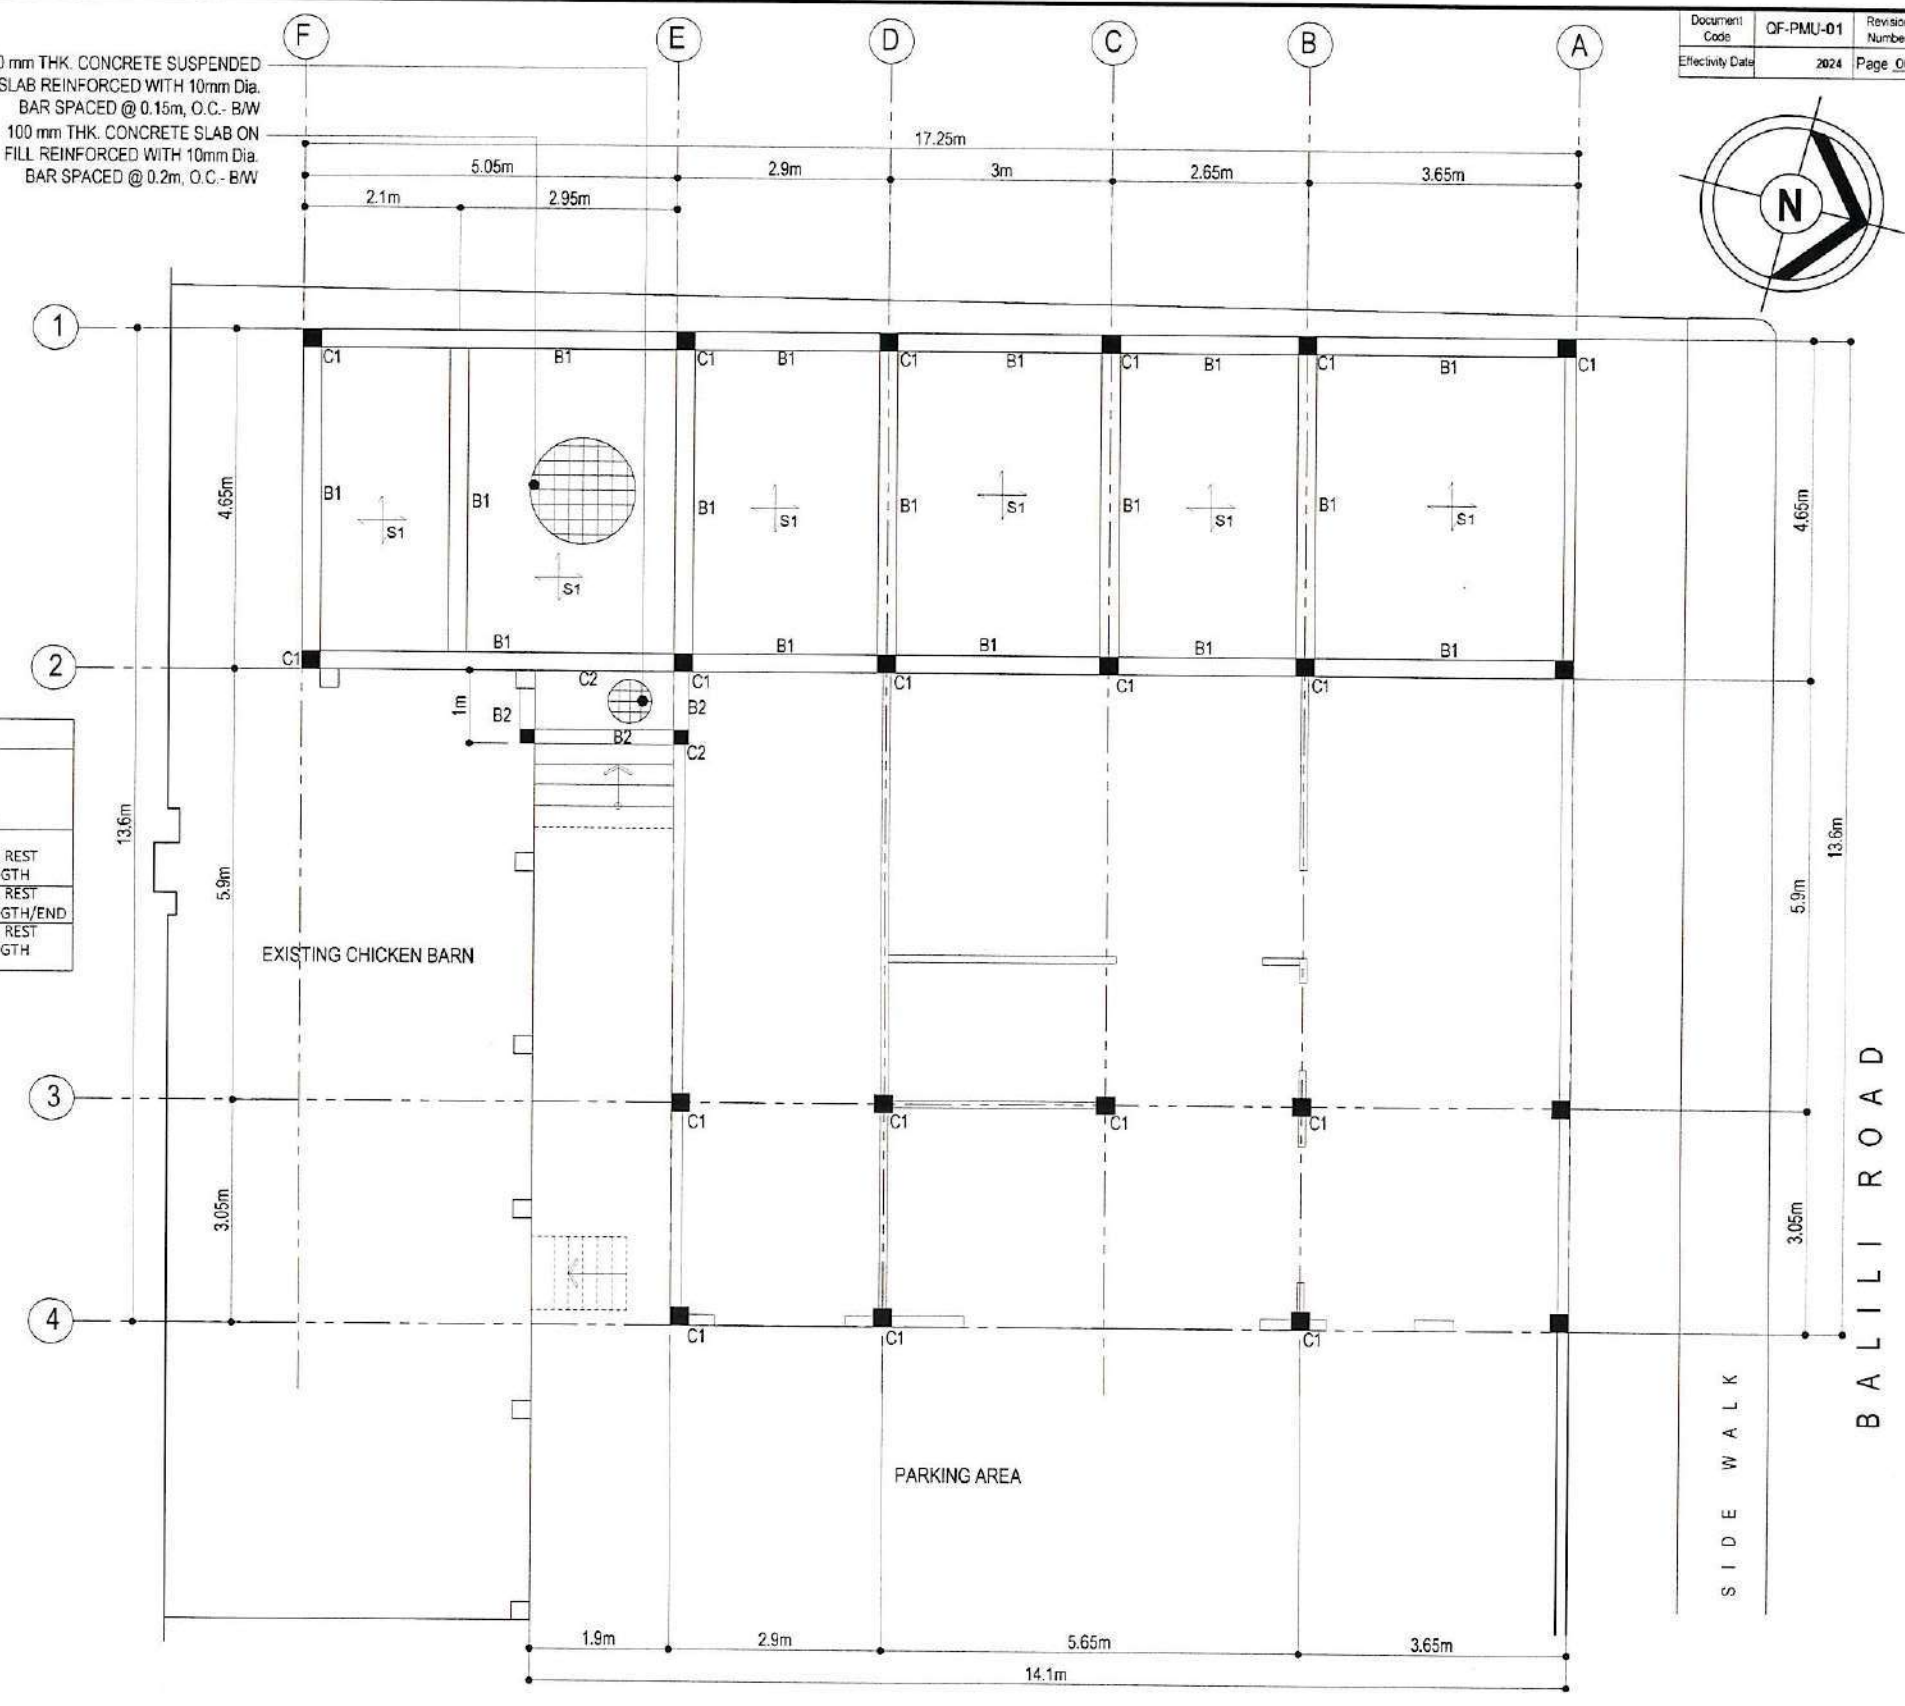 F E D C B A
Document Code QF-PMU-01 Revision Number
Effectivity Date 2024 Page
0 mm THK. CONCRETE SUSPENDED
SLAB REINFORCED WITH 10mm Dia.
BAR SPACED @ 0.15m, O.C.- B/W
100 mm THK. CONCRETE SLAB ON
FILL REINFORCED WITH 10mm Dia.
BAR SPACED @ 0.2m, O.C.- B/W
17.25m
5.05m 2.9m 3m 2.65m 3.65m
2.1m 2.95m
N
1
C1 B1 C1 B1 C1 B1 C1 B1 C1 B1 C1
4.65m B1 B1 B1 B1 B1 B1 4.65m
S1 S1 S1 S1 S1
S1
B1 B1 B1 B1 B1
2
C1 C2 C1 C1 C1 C1
1m B2 B2
B2
C2
13.6m 5.9m 5.9m 13.6m
REST
GTH
REST
GTH/END
REST
GTH
EXISTING CHICKEN BARN
3
C1 C1 C1 C1
3.05m 3.05m
4
C1 C1 C1
BALILI ROAD
SIDE WALK
PARKING AREA
1.9m 2.9m 5.65m 3.65m
14.1m